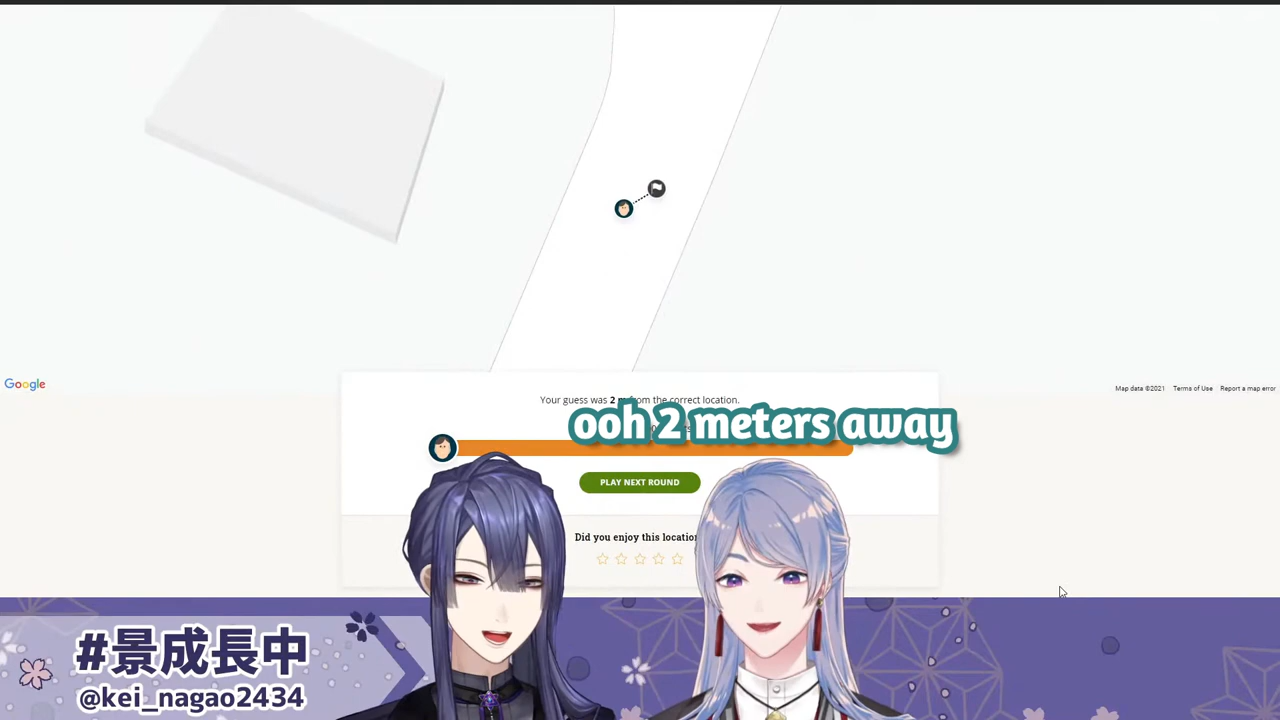 Google
Map data ©2021 Terms of Use Report a map error
Your guess was 2 m from the correct location.
ooh 2 meters away
PLAY NEXT ROUND
Did you enjoy this location
#景成長中
@kei_nagao2434